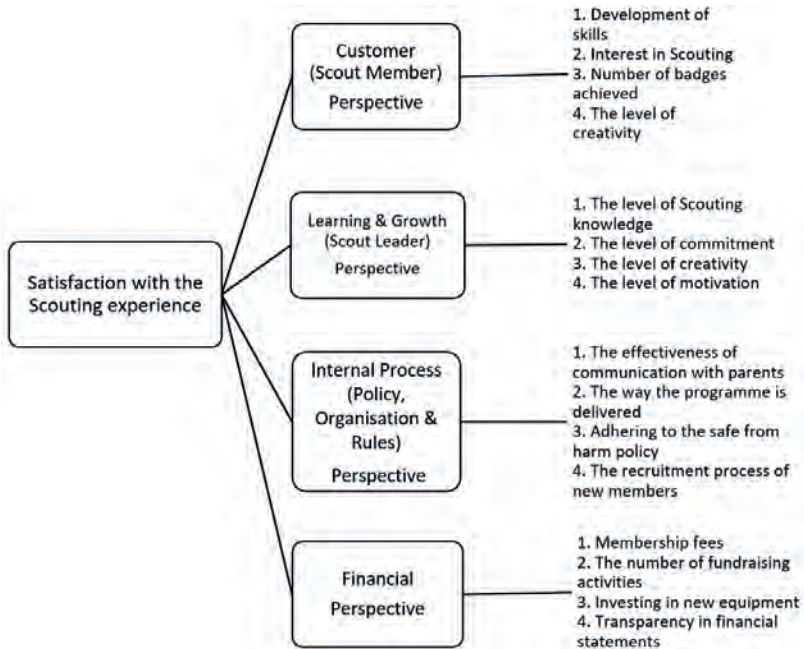 Satisfaction with the
Scouting experience
Customer
(Scout Member)
Perspective
1. Development of
skills
2. Interest in Scouting
3. Number of badges
achieved
4. The level of
creativity
Learning & Growth
(Scout Leader)
Perspective
1. The level of Scouting
knowledge
2. The level of commitment
3. The level of creativity
4. The level of motivation
Internal Process
(Policy,
Organisation &
Rules)
Perspective
1. The effectiveness of
communication with parents
2. The way the programme is
delivered
3. Adhering to the safe from
harm policy
4. The recruitment process of
new members
Financial
Perspective
1. Membership fees
2. The number of fundraising
activities
3. Investing in new equipment
4. Transparency in financial
statements